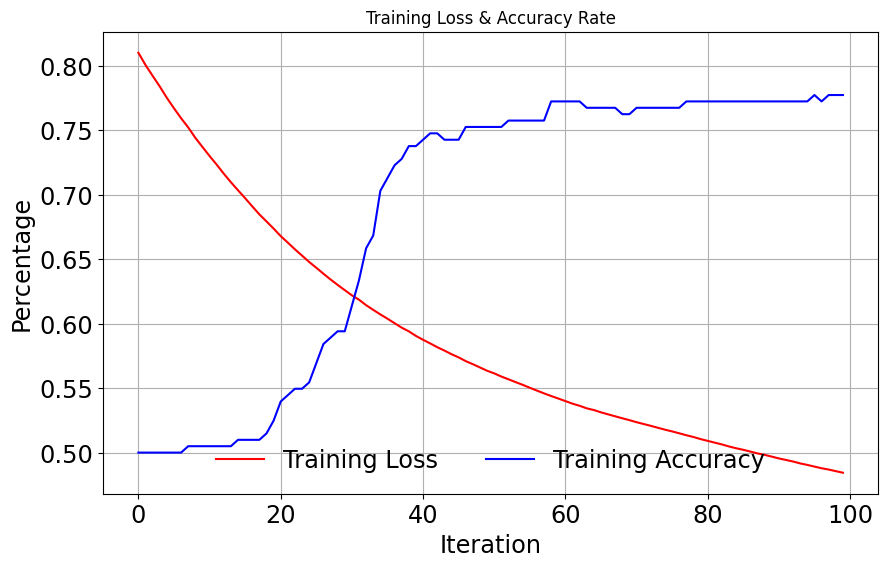 Training Loss & Accuracy Rate
0.80
0.75
0.70
0.65
0.60
0.55
0.50
Percentage
Training Loss Training Accuracy
0 20 40 60 80 100
Iteration